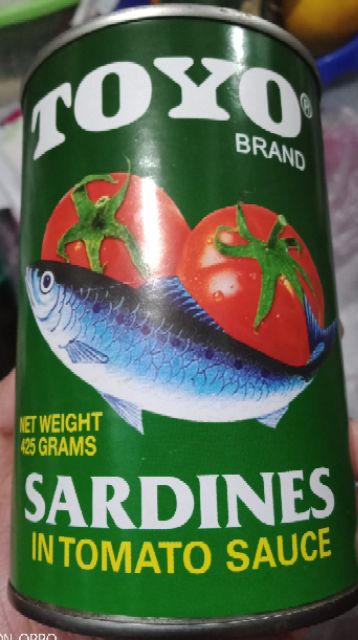 TOYO®
BRAND
NET WEIGHT
425 GRAMS
SARDINES
IN TOMATO SAUCE